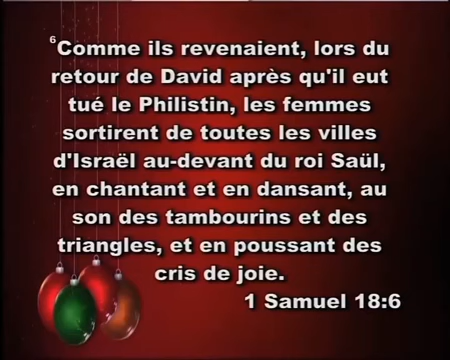 ⁶Comme ils revenaient, lors du
retour de David après qu'il eut
tué le Philistin, les femmes
sortirent de toutes les villes
d'Israël au-devant du roi Saül,
en chantant et en dansant, au
son des tambourins et des
triangles, et en poussant des
cris de joie.
1 Samuel 18:6